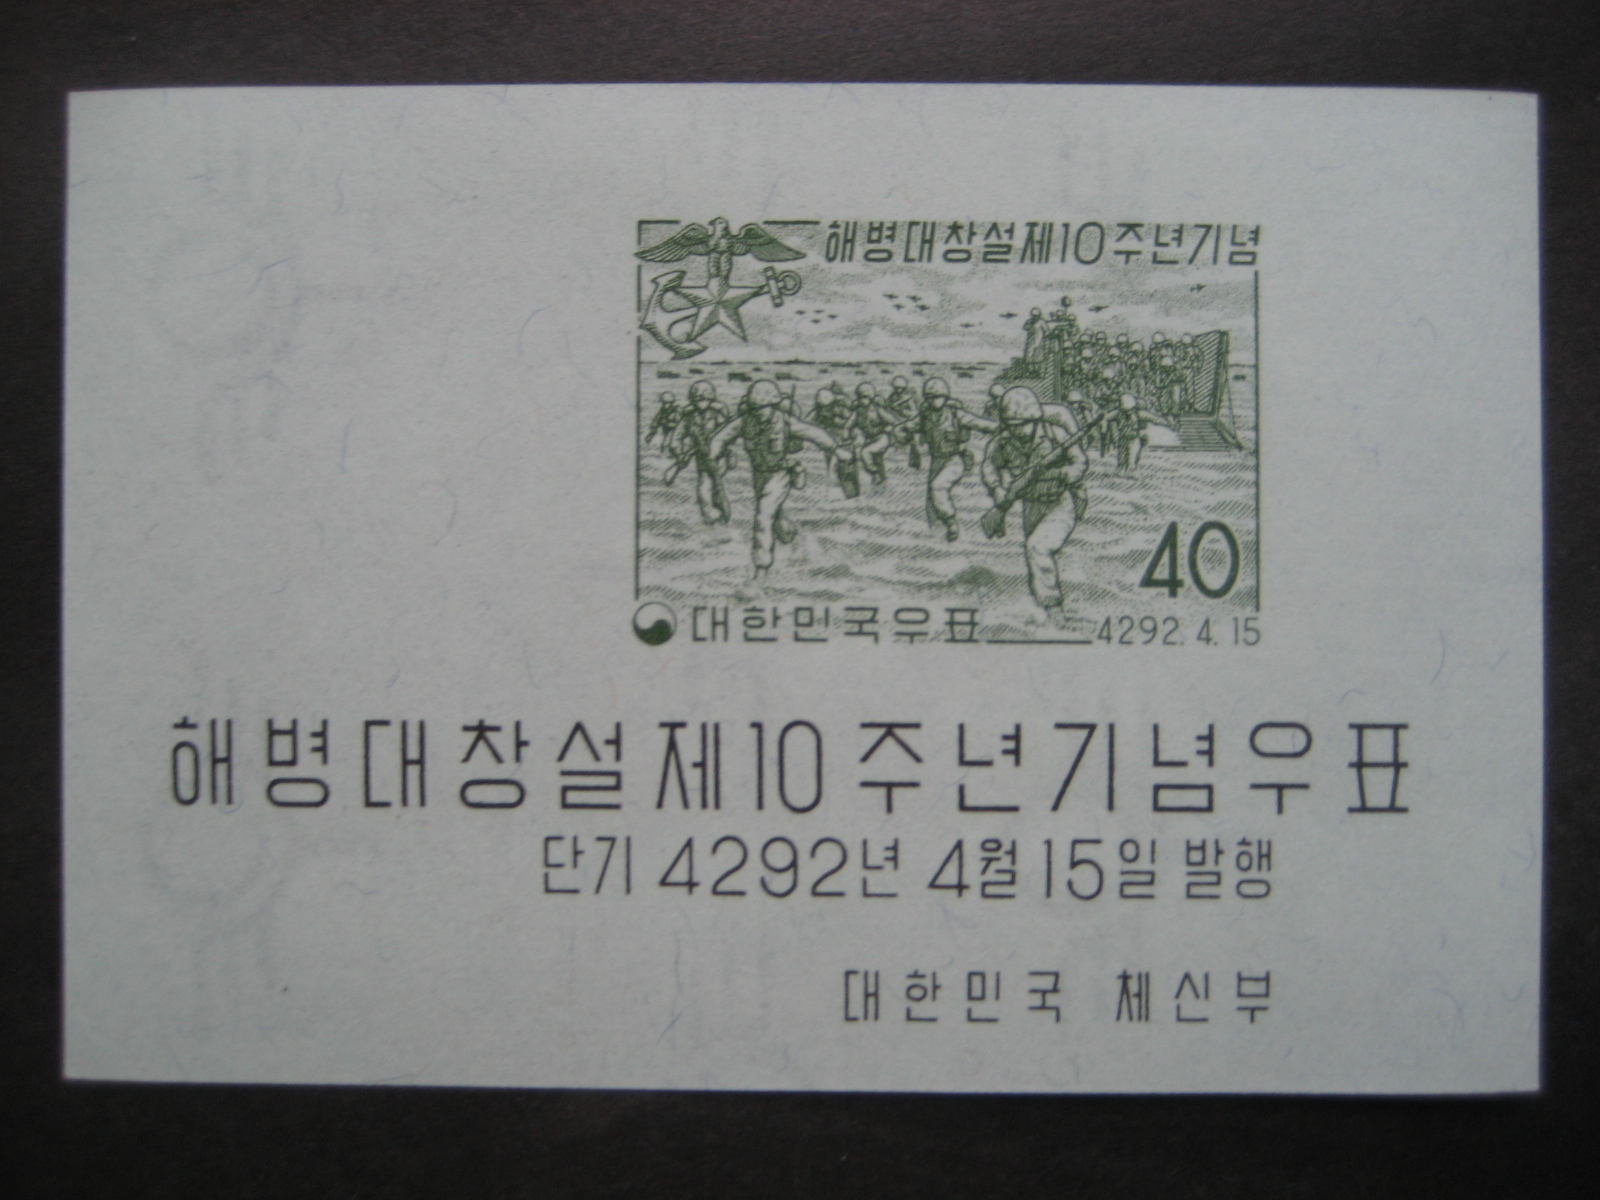 해병대창설제10주년기념
40
대한민국우표
4292. 4. 15
해병대창설제10주년기념우표
단기 4292년 4월 15일 발행
대한민국 체신부